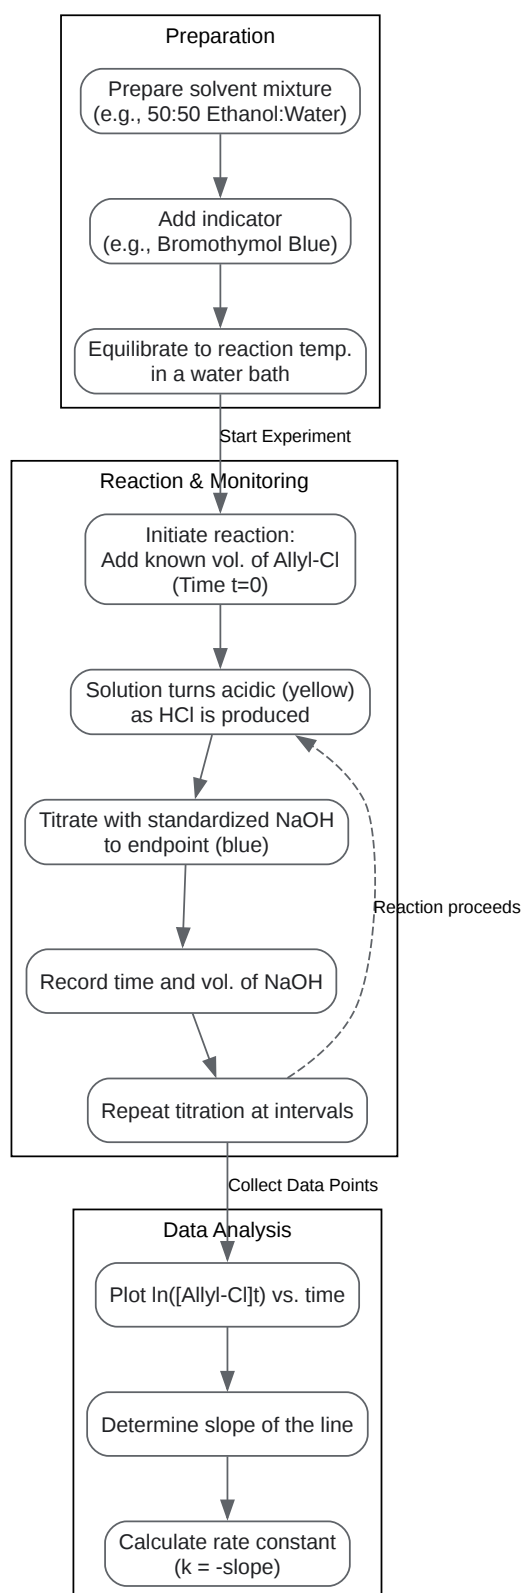 Preparation
Prepare solvent mixture
(e.g., 50:50 Ethanol:Water)
Add indicator
(e.g., Bromothymol Blue)
Equilibrate to reaction temp.
in a water bath
Start Experiment
Reaction & Monitoring
Initiate reaction:
Add known vol. of Allyl-Cl
(Time t=0)
Solution turns acidic (yellow)
as HCl is produced
Titrate with standardized NaOH
to endpoint (blue)
Reaction proceeds
Record time and vol. of NaOH
Repeat titration at intervals
Collect Data Points
Data Analysis
Plot ln([Allyl-Cl]t) vs. time
Determine slope of the line
Calculate rate constant
(k = -slope)